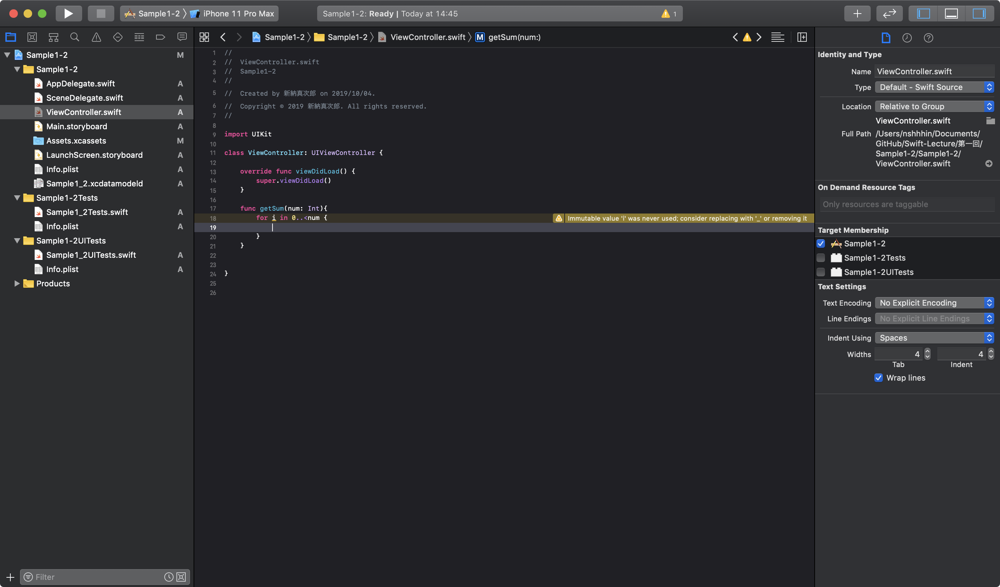 Sample1-2 〉 iPhone 11 Pro Max
Sample1-2: Ready | Today at 14:45
1
Sample1-2 M
Sample1-2
AppDelegate.swift A
SceneDelegate.swift A
ViewController.swift A
Main.storyboard A
Assets.xcassets M
LaunchScreen.storyboard A
Info.plist A
Sample1_2.xcdatamodeld A
Sample1-2Tests
Sample1_2Tests.swift A
Info.plist A
Sample1-2UITests
Sample1_2UITests.swift A
Info.plist A
Products
Filter
Sample1-2 〉 Sample1-2 〉 ViewController.swift 〉 M getSum(num:)
1 //
2 //  ViewController.swift
3 //  Sample1-2
4 //
5 //  Created by 新納真次郎 on 2019/10/04.
6 //  Copyright © 2019 新納真次郎. All rights reserved.
7 //
8
9 import UIKit
10
11 class ViewController: UIViewController {
12
13     override func viewDidLoad() {
14         super.viewDidLoad()
15     }
16
17     func getSum(num: Int){
18         for i in 0..<num {
Immutable value 'i' was never used; consider replacing with '_' or removing it
19
20         }
21     }
22
23
24 }
25
26
Identity and Type
Name ViewController.swift
Type Default - Swift Source
Location Relative to Group
ViewController.swift
Full Path /Users/nshhhin/Documents/
GitHub/Swift-Lecture/第一回/
Sample1-2/Sample1-2/
ViewController.swift
On Demand Resource Tags
Only resources are taggable
Target Membership
Sample1-2
Sample1-2Tests
Sample1-2UITests
Text Settings
Text Encoding No Explicit Encoding
Line Endings No Explicit Line Endings
Indent Using Spaces
Widths 4 4
Tab Indent
Wrap lines